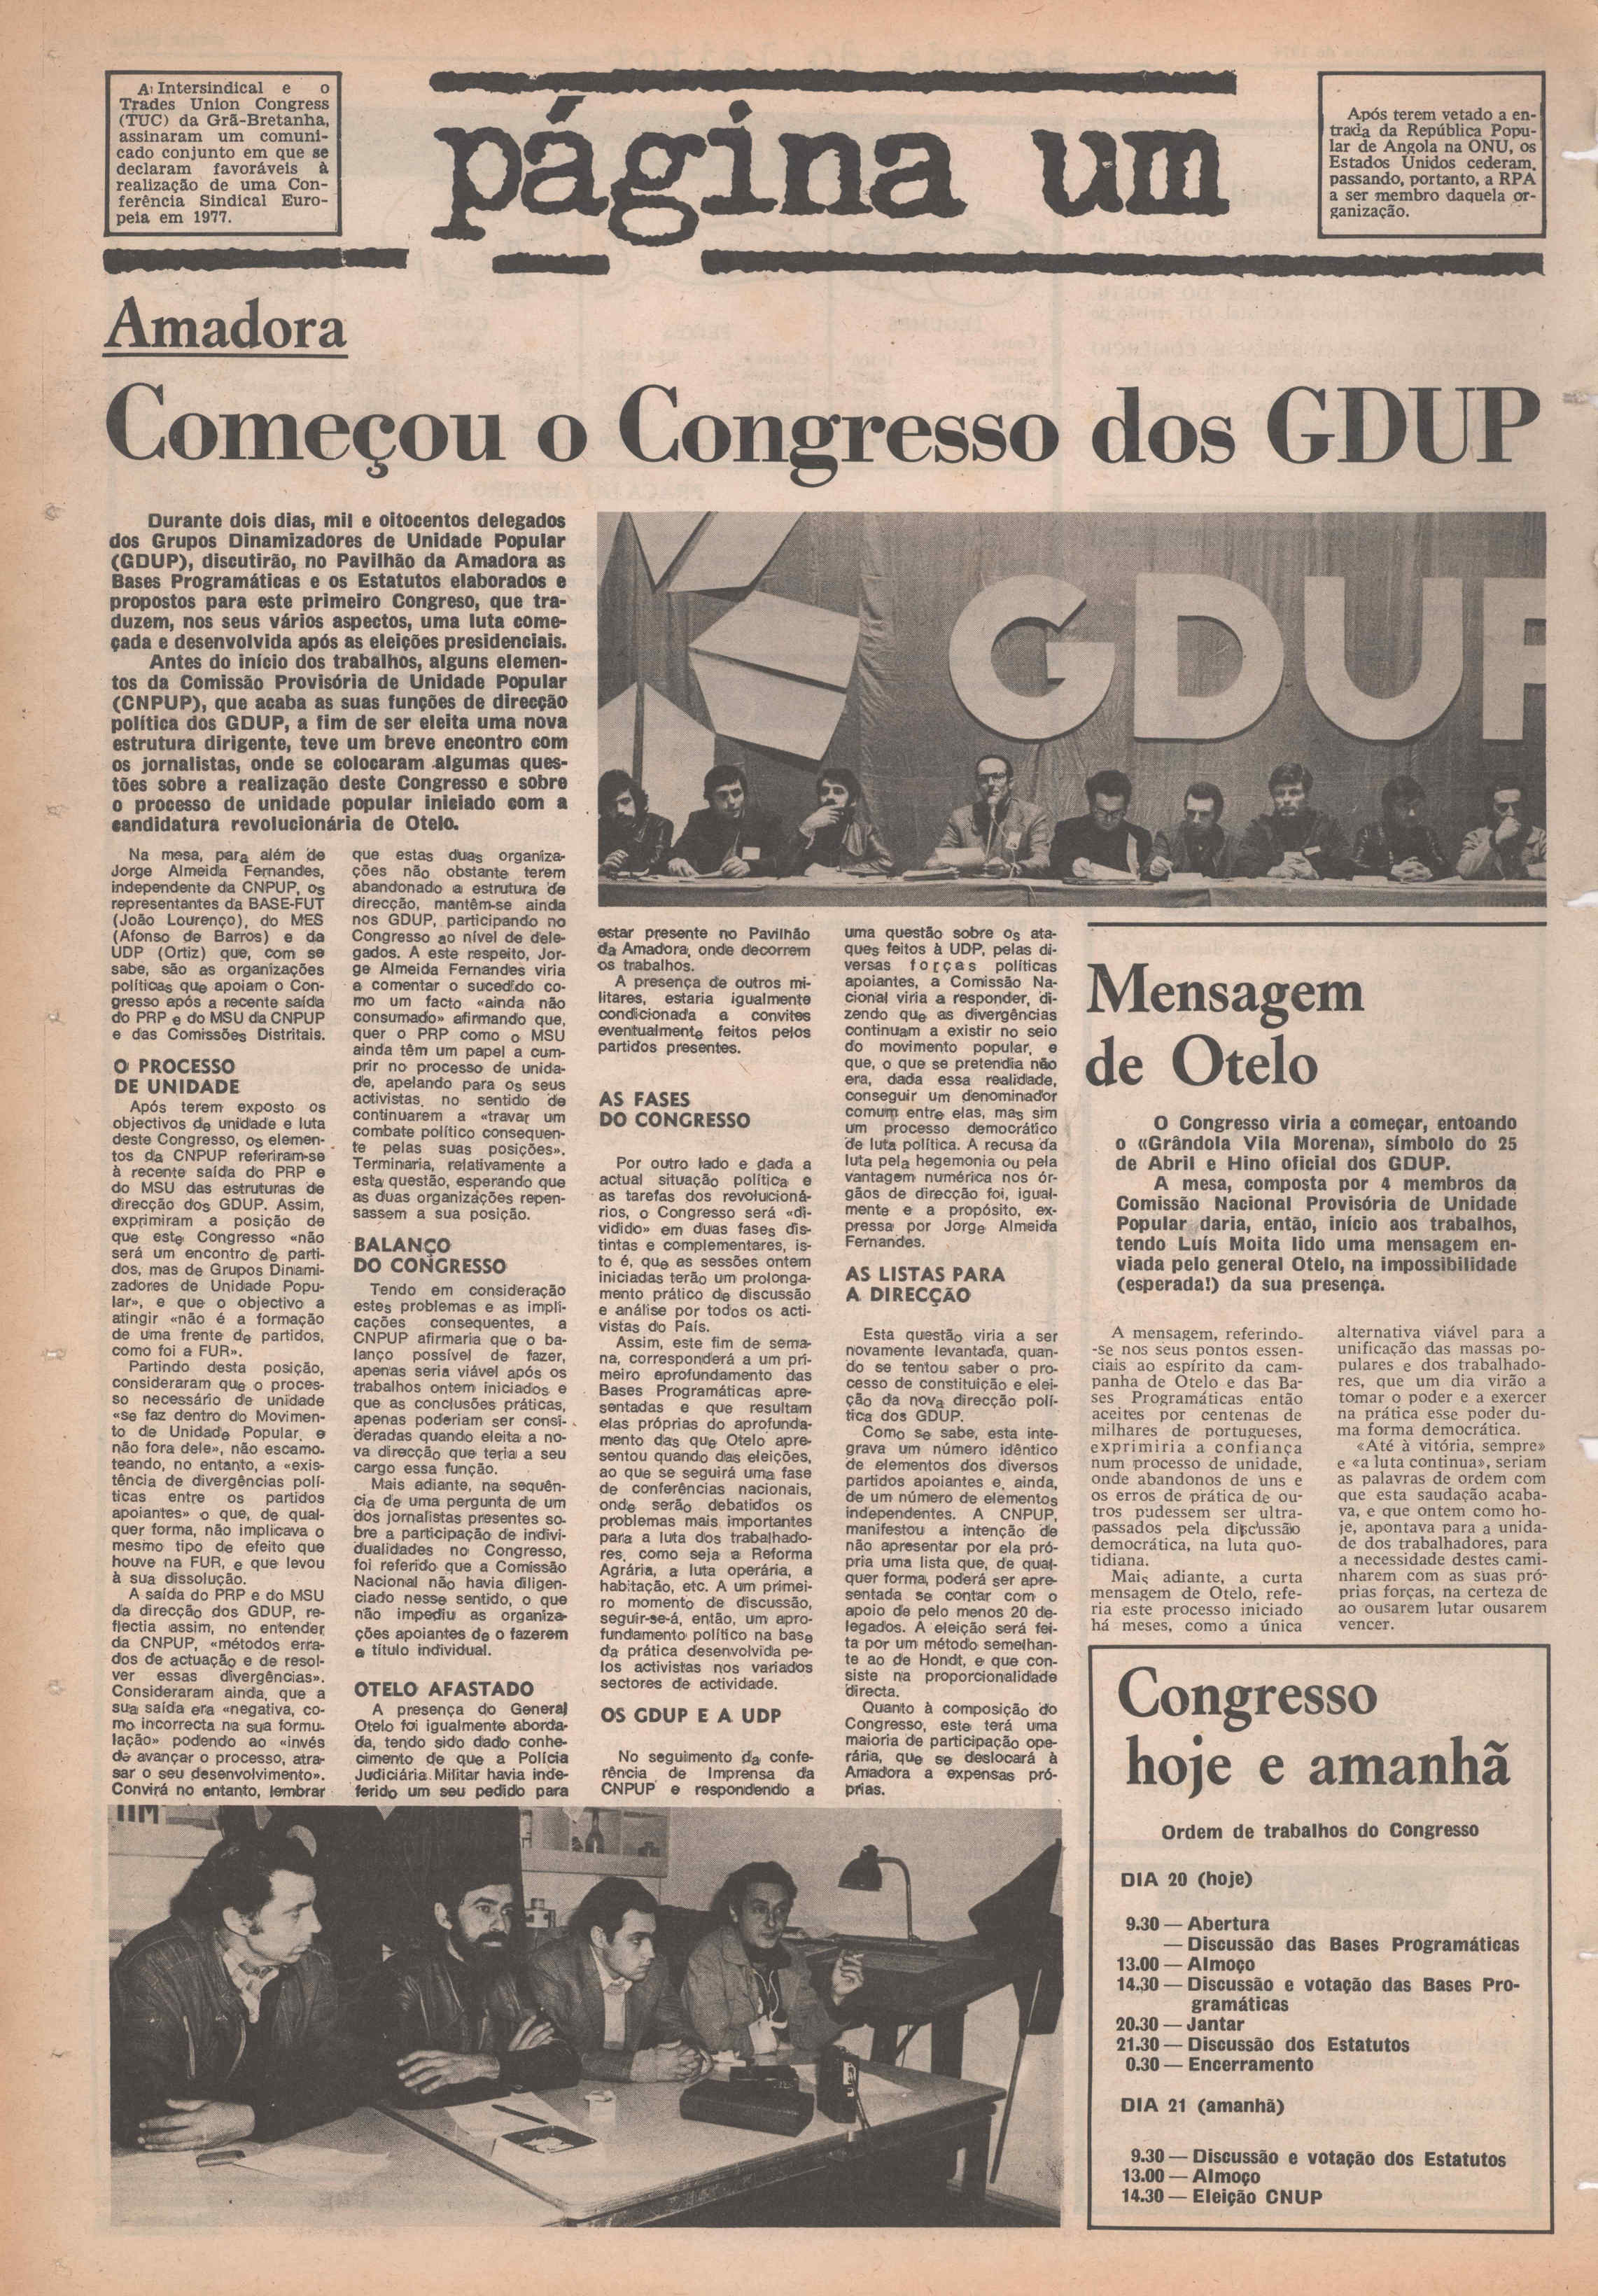 A Intersindical e o
Trades Union Congress
(TUC) da Grã-Bretanha,
assinaram um comuni-
cado conjunto em que se
declaram favoráveis à
realização de uma Con-
ferência Sindical Euro-
peia em 1977.
página um
Após terem vetado a en-
trada da República Popu-
lar de Angola na ONU, os
Estados Unidos cederam,
passando, portanto, a RPA
a ser membro daquela or-
ganização.
Amadora
Começou o Congresso dos GDUP
Durante dois dias, mil e oitocentos delegados
dos Grupos Dinamizadores de Unidade Popular
(GDUP), discutirão, no Pavilhão da Amadora as
Bases Programáticas e os Estatutos elaborados e
propostos para este primeiro Congreso, que tra-
duzem, nos seus vários aspectos, uma luta come-
çada e desenvolvida após as eleições presidenciais.
Antes do início dos trabalhos, alguns elemen-
tos da Comissão Provisória de Unidade Popular
(CNPUP), que acaba as suas funções de direcção
política dos GDUP, a fim de ser eleita uma nova
estrutura dirigente, teve um breve encontro com
os jornalistas, onde se colocaram algumas ques-
tões sobre a realização deste Congresso e sobre
o processo de unidade popular iniciado com a
candidatura revolucionária de Otelo.
Na mesa, para além de
Jorge Almeida Fernandes,
independente da CNPUP, os
representantes da BASE-FUT
(João Lourenço), do MES
(Afonso de Barros) e da
UDP (Ortiz) que, com se
sabe, são as organizações
políticas que apoiam o Con-
gresso após a recente saída
do PRP e do MSU da CNPUP
e das Comissões Distritais.
O PROCESSO
DE UNIDADE
Após terem exposto os
objectivos de unidade e luta
deste Congresso, os elemen-
tos da CNPUP referiram-se
à recente saída do PRP e
do MSU das estruturas de
direcção dos GDUP. Assim,
exprimiram a posição de
que este Congresso «não
será um encontro de parti-
dos, mas de Grupos Dinami-
zadores de Unidade Popu-
lar», e que o objectivo a
atingir «não é a formação
de uma frente de partidos,
como foi a FUR».
Partindo desta posição,
consideraram que o proces-
so necessário de unidade
«se faz dentro do Movimen-
to de Unidade Popular, e
não fora dele», não escamo-
teando, no entanto, a «exis-
tência de divergências polí-
ticas entre os partidos
apoiantes» o que, de qual-
quer forma, não implicava o
mesmo tipo de efeito que
houve na FUR, e que levou
à sua dissolução.
A saída do PRP e do MSU
da direcção dos GDUP, re-
flectia assim, no entender
da CNPUP, «métodos erra-
dos de actuação e de resol-
ver essas divergências».
Consideraram ainda, que a
sua saída era «negativa, co-
mo incorrecta na sua formu-
lação» podendo ao «invés
de avançar o processo, atra-
sar o seu desenvolvimento».
Convirá no entanto, lembrar
que estas duas organiza-
ções não obstante terem
abandonado a estrutura de
direcção, mantêm-se ainda
nos GDUP, participando no
Congresso ao nível de dele-
gados. A este respeito, Jor-
ge Almeida Fernandes viria
a comentar o sucedido co-
mo um facto «ainda não
consumado» afirmando que,
quer o PRP como o MSU
ainda têm um papel a cum-
prir no processo de unida-
de, apelando para os seus
activistas, no sentido de
continuarem a «travar um
combate político consequen-
te pelas suas posições».
Terminaria, relativamente a
esta questão, esperando que
as duas organizações repen-
sassem a sua posição.
BALANÇO
DO CONGRESSO
Tendo em consideração
estes problemas e as impli-
cações consequentes, a
CNPUP afirmaria que o ba-
lanço possível de fazer,
apenas seria viável após os
trabalhos ontem iniciados e
que as conclusões práticas,
apenas poderiam ser consi-
deradas quando eleita a no-
va direcção que teria a seu
cargo essa função.
Mais adiante, na sequên-
cia de uma pergunta de um
dos jornalistas presentes so-
bre a participação de indivi-
dualidades no Congresso,
foi referido que a Comissão
Nacional não havia diligen-
ciado nesse sentido, o que
não impediu as organiza-
ções apoiantes de o fazerem
a título individual.
OTELO AFASTADO
A presença do General
Otelo foi igualmente aborda-
da, tendo sido dado conhe-
cimento de que a Polícia
Judiciária Militar havia inde-
ferido um seu pedido para
GDUP
estar presente no Pavilhão
da Amadora, onde decorrem
os trabalhos.
A presença de outros mi-
litares, estaria igualmente
condicionada a convites
eventualmente feitos pelos
partidos presentes.
AS FASES
DO CONGRESSO
Por outro lado e dada a
actual situação política e
as tarefas dos revolucioná-
rios, o Congresso será «di-
vidido» em duas fases dis-
tintas e complementares, is-
to é, que as sessões ontem
iniciadas terão um prolonga-
mento prático de discussão
e análise por todos os acti-
vistas do País.
Assim, este fim de sema-
na, corresponderá a um pri-
meiro aprofundamento das
Bases Programáticas apre-
sentadas e que resultam
elas próprias do aprofunda-
mento das que Otelo apre-
sentou quando das eleições,
ao que se seguirá uma fase
de conferências nacionais,
onde serão debatidos os
problemas mais importantes
para a luta dos trabalhado-
res, como seja a Reforma
Agrária, a luta operária, a
habitação, etc. A um primei-
ro momento de discussão,
seguir-se-á, então, um apro-
fundamento político na base
da prática desenvolvida pe-
los activistas nos variados
sectores de actividade.
OS GDUP E A UDP
No seguimento da confe-
rência de Imprensa da
CNPUP e respondendo a
uma questão sobre os ata-
ques feitos à UDP, pelas di-
versas forças políticas
apoiantes, a Comissão Na-
cional viria a responder, di-
zendo que as divergências
continuam a existir no seio
do movimento popular, e
que, o que se pretendia não
era, dada essa realidade,
conseguir um denominador
comum entre elas, mas sim
um processo democrático
de luta política. A recusa da
luta pela hegemonia ou pela
vantagem numérica nos ór-
gãos de direcção foi, igual-
mente e a propósito, ex-
pressa por Jorge Almeida
Fernandes.
AS LISTAS PARA
A DIRECÇÃO
Esta questão viria a ser
novamente levantada, quan-
do se tentou saber o pro-
cesso de constituição e elei-
ção da nova direcção polí-
tica dos GDUP.
Como se sabe, esta inte-
grava um número idêntico
de elementos dos diversos
partidos apoiantes e, ainda,
de um número de elementos
independentes. A CNPUP,
manifestou a intenção de
não apresentar por ela pró-
pria uma lista que, de qual-
quer forma, poderá ser apre-
sentada se contar com o
apoio de pelo menos 20 de-
legados. A eleição será fei-
ta por um método semelhan-
te ao de Hondt, e que con-
siste na proporcionalidade
directa.
Quanto à composição do
Congresso, este terá uma
maioria de participação ope-
rária, que se deslocará à
Amadora a expensas pró-
prias.
Mensagem
de Otelo
O Congresso viria a começar, entoando
o «Grândola Vila Morena», símbolo do 25
de Abril e Hino oficial dos GDUP.
A mesa, composta por 4 membros da
Comissão Nacional Provisória de Unidade
Popular daria, então, início aos trabalhos,
tendo Luís Moita lido uma mensagem en-
viada pelo general Otelo, na impossibilidade
(esperada!) da sua presença.
A mensagem, referindo-
-se nos seus pontos essen-
ciais ao espírito da cam-
panha de Otelo e das Ba-
ses Programáticas então
aceites por centenas de
milhares de portugueses,
exprimiria a confiança
num processo de unidade,
onde abandonos de uns e
os erros de prática de ou-
tros pudessem ser ultra-
passados pela discussão
democrática, na luta quo-
tidiana.
Mais adiante, a curta
mensagem de Otelo, refe-
ria este processo iniciado
há meses, como a única
alternativa viável para a
unificação das massas po-
pulares e dos trabalhado-
res, que um dia virão a
tomar o poder e a exercer
na prática esse poder du-
ma forma democrática.
«Até à vitória, sempre»
e «a luta continua», seriam
as palavras de ordem com
que esta saudação acaba-
va, e que ontem como ho-
je, apontava para a unida-
de dos trabalhadores, para
a necessidade destes cami-
nharem com as suas pró-
prias forças, na certeza de
ao ousarem lutar ousarem
vencer.
Congresso
hoje e amanhã
Ordem de trabalhos do Congresso
DIA 20 (hoje)
9.30 — Abertura
— Discussão das Bases Programáticas
13.00 — Almoço
14.30 — Discussão e votação das Bases Pro-
gramáticas
20.30 — Jantar
21.30 — Discussão dos Estatutos
0.30 — Encerramento
DIA 21 (amanhã)
9.30 — Discussão e votação dos Estatutos
13.00 — Almoço
14.30 — Eleição CNUP